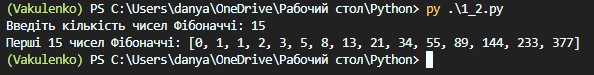 (Vakulenko) PS C:\Users\danya\OneDrive\Рабочий стол\Python> py .\1_2.py
Введіть кількість чисел Фібоначчі: 15
Перші 15 чисел Фібоначчі: [0, 1, 1, 2, 3, 5, 8, 13, 21, 34, 55, 89, 144, 233, 377]
(Vakulenko) PS C:\Users\danya\OneDrive\Рабочий стол\Python>